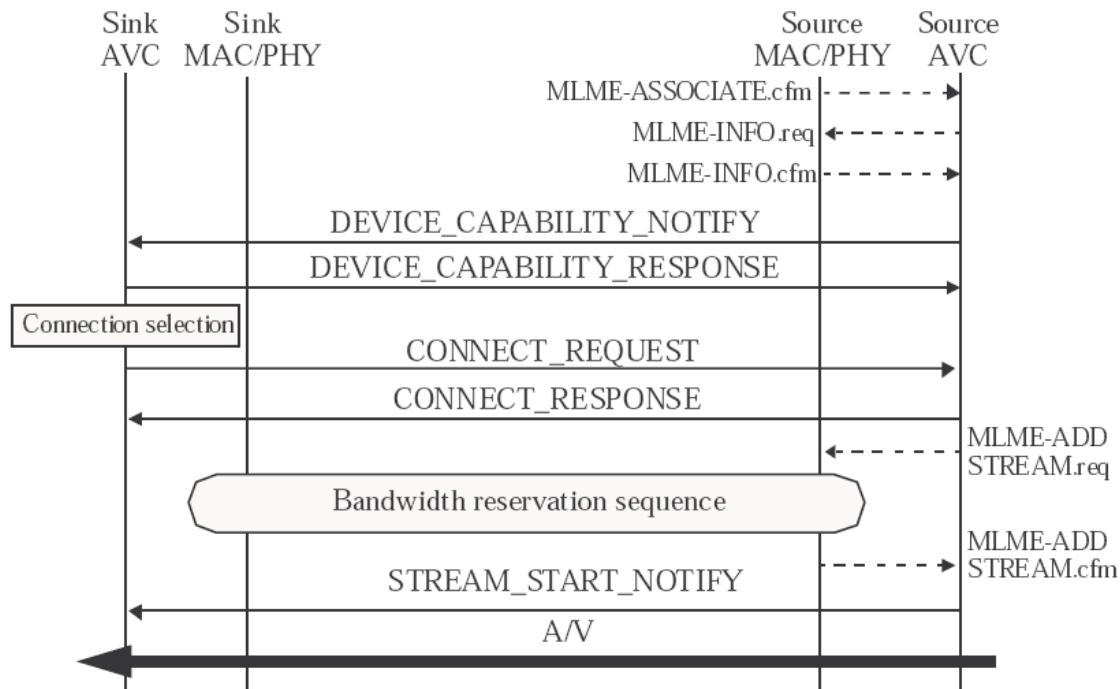 Sink
AVC
Sink
MAC/PHY
Source
MAC/PHY
Source
AVC
MLME-ASSOCIATE.cfm
MLME-INFO.req
MLME-INFO.cfm
DEVICE_CAPABILITY_NOTIFY
DEVICE_CAPABILITY_RESPONSE
Connection selection
CONNECT_REQUEST
CONNECT_RESPONSE
MLME-ADD
STREAM.req
Bandwidth reservation sequence
MLME-ADD
STREAM.cfm
STREAM_START_NOTIFY
A/V